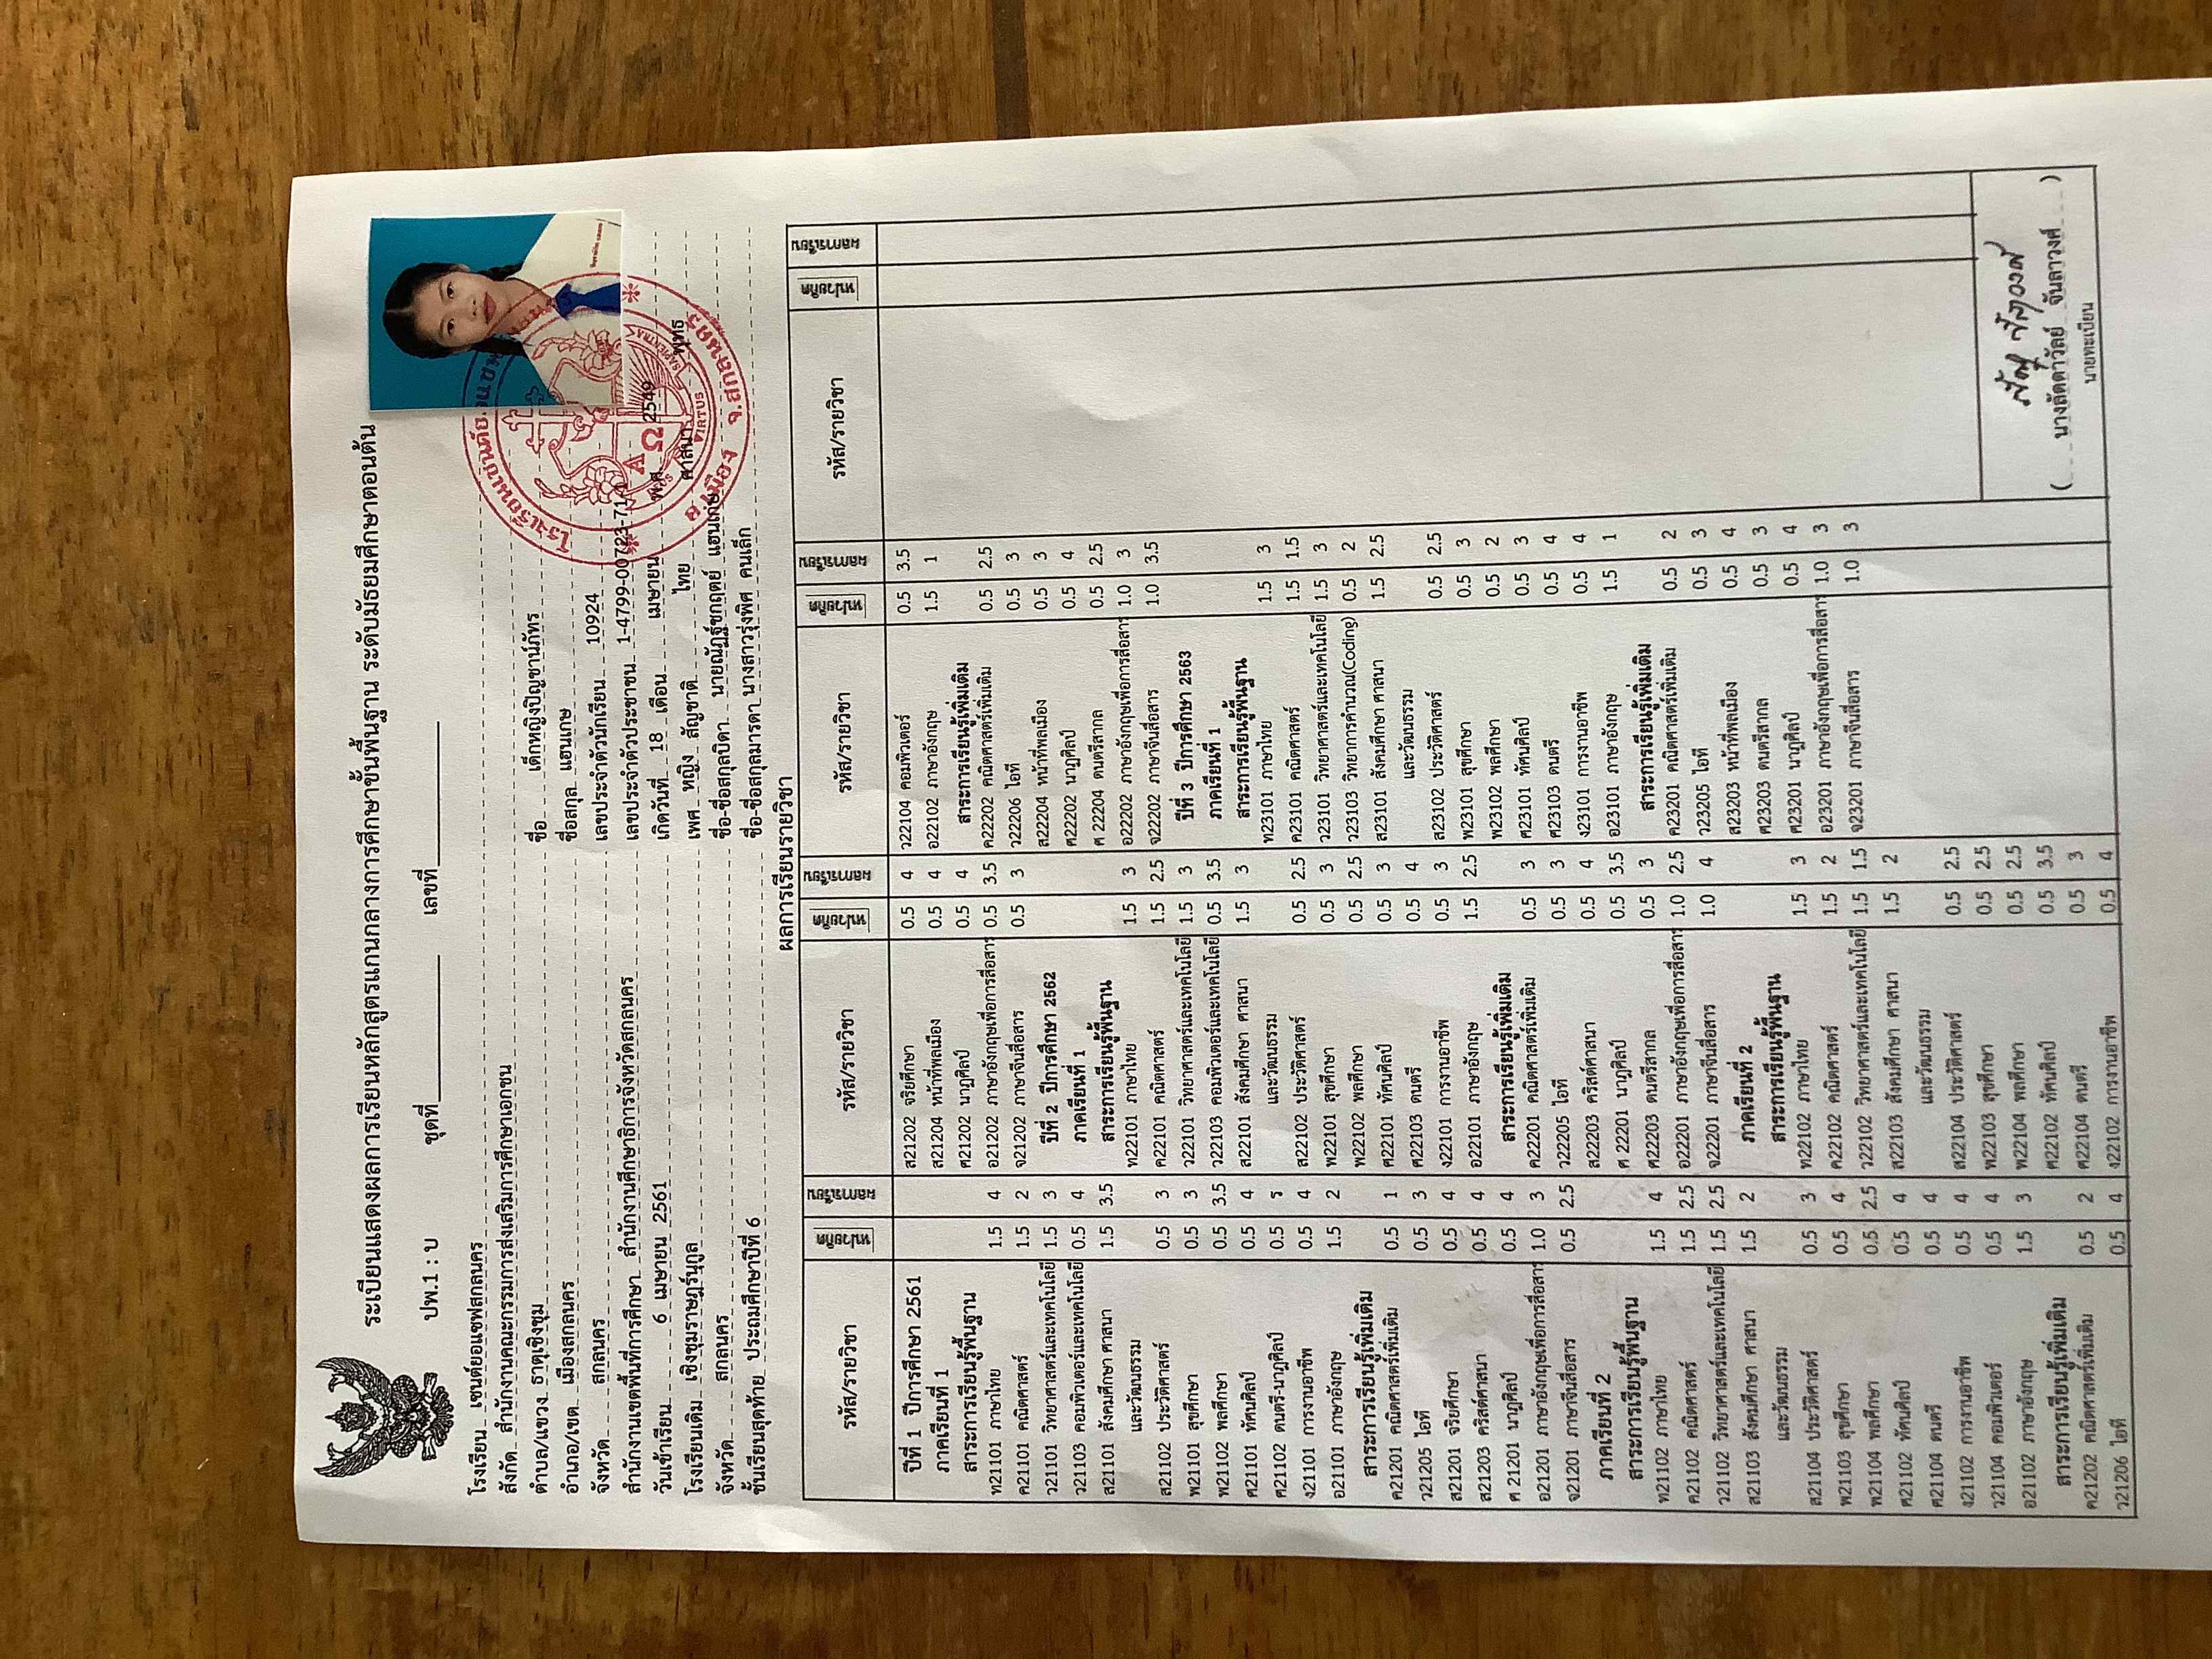 ระเบียนแสดงผลการเรียนหลักสูตรแกนกลางการศึกษาขั้นพื้นฐาน ระดับมัธยมศึกษาตอนต้น
ปพ.1 : บ ชุดที่ เลขที่
โรงเรียน เซนต์ยอแซฟสกลนคร
สังกัด สำนักงานคณะกรรมการส่งเสริมการศึกษาเอกชน
ตำบล/แขวง ธาตุเชิงชุม
อำเภอ/เขต เมืองสกลนคร
จังหวัด สกลนคร
สำนักงานเขตพื้นที่การศึกษา สำนักงานศึกษาธิการจังหวัดสกลนคร
วันเข้าเรียน 6 เมษายน 2561
โรงเรียนเดิม เชิงชุมราษฎร์นุกูล
จังหวัด สกลนคร
ชั้นเรียนสุดท้าย ประถมศึกษาปีที่ 6
ชื่อ เด็กหญิงปิญชาน์ภัทร
ชื่อสกุล แฮนเกษ
เลขประจำตัวนักเรียน 10924
เลขประจำตัวประชาชน 1-4799-00723-71-1
เกิดวันที่ 18 เดือน เมษายน พ.ศ. 2549
เพศ หญิง สัญชาติ ไทย ศาสนา พุทธ
ชื่อ-ชื่อสกุลบิดา นายณัฏฐ์ชกฤตย์ แฮนเกษ
ชื่อ-ชื่อสกุลมารดา นางสาวรุ่งพิศ คนเล็ก
โรงเรียนเซนต์ยอแซฟ
อ.เมือง จ.สกลนคร
Α Ω
VIRTUS
ผลการเรียนรายวิชา
รหัส/รายวิชา หน่วยกิต ผลการเรียน
ปีที่ 1 ปีการศึกษา 2561
ภาคเรียนที่ 1
สาระการเรียนรู้พื้นฐาน
ท21101 ภาษาไทย 1.5 4
ค21101 คณิตศาสตร์ 1.5 2
ว21101 วิทยาศาสตร์และเทคโนโลยี 1.5 3
ว21103 คอมพิวเตอร์และเทคโนโลยี 0.5 4
ส21101 สังคมศึกษา ศาสนา 1.5 3.5
และวัฒนธรรม
ส21102 ประวัติศาสตร์ 0.5 3
พ21101 สุขศึกษา 0.5 3
พ21102 พลศึกษา 0.5 3.5
ศ21101 ทัศนศิลป์ 0.5 4
ศ21102 ดนตรี-นาฏศิลป์ 0.5 ร
ง21101 การงานอาชีพ 0.5 4
อ21101 ภาษาอังกฤษ 1.5 2
สาระการเรียนรู้เพิ่มเติม
ค21201 คณิตศาสตร์เพิ่มเติม 0.5 1
ว21205 ไอที 0.5 3
ส21201 จริยศึกษา 0.5 4
ส21203 คริสต์ศาสนา 0.5 4
ศ 21201 นาฏศิลป์ 0.5 4
อ21201 ภาษาอังกฤษเพื่อการสื่อสาร 1.0 3
จ21201 ภาษาจีนสื่อสาร 0.5 2.5
ภาคเรียนที่ 2
สาระการเรียนรู้พื้นฐาน
ท21102 ภาษาไทย 1.5 4
ค21102 คณิตศาสตร์ 1.5 2.5
ว21102 วิทยาศาสตร์และเทคโนโลยี 1.5 2.5
ส21103 สังคมศึกษา ศาสนา 1.5 2
และวัฒนธรรม
ส21104 ประวัติศาสตร์ 0.5 3
พ21103 สุขศึกษา 0.5 4
พ21104 พลศึกษา 0.5 2.5
ศ21102 ทัศนศิลป์ 0.5 4
ศ21104 ดนตรี 0.5 4
ง21102 การงานอาชีพ 0.5 4
ว21104 คอมพิวเตอร์ 0.5 4
อ21102 ภาษาอังกฤษ 1.5 3
สาระการเรียนรู้เพิ่มเติม
ค21202 คณิตศาสตร์เพิ่มเติม 0.5 2
ว21206 ไอที 0.5 4
รหัส/รายวิชา หน่วยกิต ผลการเรียน
ส21202 จริยศึกษา 0.5 4
ส21204 หน้าที่พลเมือง 0.5 4
ศ21202 นาฏศิลป์ 0.5 4
อ21202 ภาษาอังกฤษเพื่อการสื่อสาร 0.5 3.5
จ21202 ภาษาจีนสื่อสาร 0.5 3
ปีที่ 2 ปีการศึกษา 2562
ภาคเรียนที่ 1
สาระการเรียนรู้พื้นฐาน
ท22101 ภาษาไทย 1.5 3
ค22101 คณิตศาสตร์ 1.5 2.5
ว22101 วิทยาศาสตร์และเทคโนโลยี 1.5 3
ว22103 คอมพิวเตอร์และเทคโนโลยี 0.5 3.5
ส22101 สังคมศึกษา ศาสนา 1.5 3
และวัฒนธรรม
ส22102 ประวัติศาสตร์ 0.5 2.5
พ22101 สุขศึกษา 0.5 3
พ22102 พลศึกษา 0.5 2.5
ศ22101 ทัศนศิลป์ 0.5 3
ศ22103 ดนตรี 0.5 4
ง22101 การงานอาชีพ 0.5 3
อ22101 ภาษาอังกฤษ 1.5 2.5
สาระการเรียนรู้เพิ่มเติม
ค22201 คณิตศาสตร์เพิ่มเติม 0.5 3
ว22205 ไอที 0.5 3
ส22203 คริสต์ศาสนา 0.5 4
ศ 22201 นาฏศิลป์ 0.5 3.5
ศ22203 ดนตรีสากล 0.5 3
อ22201 ภาษาอังกฤษเพื่อการสื่อสาร 1.0 2.5
จ22201 ภาษาจีนสื่อสาร 1.0 4
ภาคเรียนที่ 2
สาระการเรียนรู้พื้นฐาน
ท22102 ภาษาไทย 1.5 3
ค22102 คณิตศาสตร์ 1.5 2
ว22102 วิทยาศาสตร์และเทคโนโลยี 1.5 1.5
ส22103 สังคมศึกษา ศาสนา 1.5 2
และวัฒนธรรม
ส22104 ประวัติศาสตร์ 0.5 2.5
พ22103 สุขศึกษา 0.5 2.5
พ22104 พลศึกษา 0.5 2.5
ศ22102 ทัศนศิลป์ 0.5 3.5
ศ22104 ดนตรี 0.5 3
ง22102 การงานอาชีพ 0.5 4
รหัส/รายวิชา หน่วยกิต ผลการเรียน
ว22104 คอมพิวเตอร์ 0.5 3.5
อ22102 ภาษาอังกฤษ 1.5 1
สาระการเรียนรู้เพิ่มเติม
ค22202 คณิตศาสตร์เพิ่มเติม 0.5 2.5
ว22206 ไอที 0.5 3
ส22204 หน้าที่พลเมือง 0.5 3
ศ22202 นาฏศิลป์ 0.5 4
ศ 22204 ดนตรีสากล 0.5 2.5
อ22202 ภาษาอังกฤษเพื่อการสื่อสาร 1.0 3
จ22202 ภาษาจีนสื่อสาร 1.0 3.5
ปีที่ 3 ปีการศึกษา 2563
ภาคเรียนที่ 1
สาระการเรียนรู้พื้นฐาน
ท23101 ภาษาไทย 1.5 3
ค23101 คณิตศาสตร์ 1.5 1.5
ว23101 วิทยาศาสตร์และเทคโนโลยี 1.5 3
ว23103 วิทยาการคำนวณ(Coding) 0.5 2
ส23101 สังคมศึกษา ศาสนา 1.5 2.5
และวัฒนธรรม
ส23102 ประวัติศาสตร์ 0.5 2.5
พ23101 สุขศึกษา 0.5 3
พ23102 พลศึกษา 0.5 2
ศ23101 ทัศนศิลป์ 0.5 3
ศ23103 ดนตรี 0.5 4
ง23101 การงานอาชีพ 0.5 4
อ23101 ภาษาอังกฤษ 1.5 1
สาระการเรียนรู้เพิ่มเติม
ค23201 คณิตศาสตร์เพิ่มเติม 0.5 2
ว23205 ไอที 0.5 3
ส23203 หน้าที่พลเมือง 0.5 4
ศ23203 ดนตรีสากล 0.5 3
ศ23201 นาฏศิลป์ 0.5 4
อ23201 ภาษาอังกฤษเพื่อการสื่อสาร 1.0 3
จ23201 ภาษาจีนสื่อสาร 1.0 3
รหัส/รายวิชา หน่วยกิต ผลการเรียน
( นางลัดดาวัลย์ จันลาวงศ์ )
นายทะเบียน